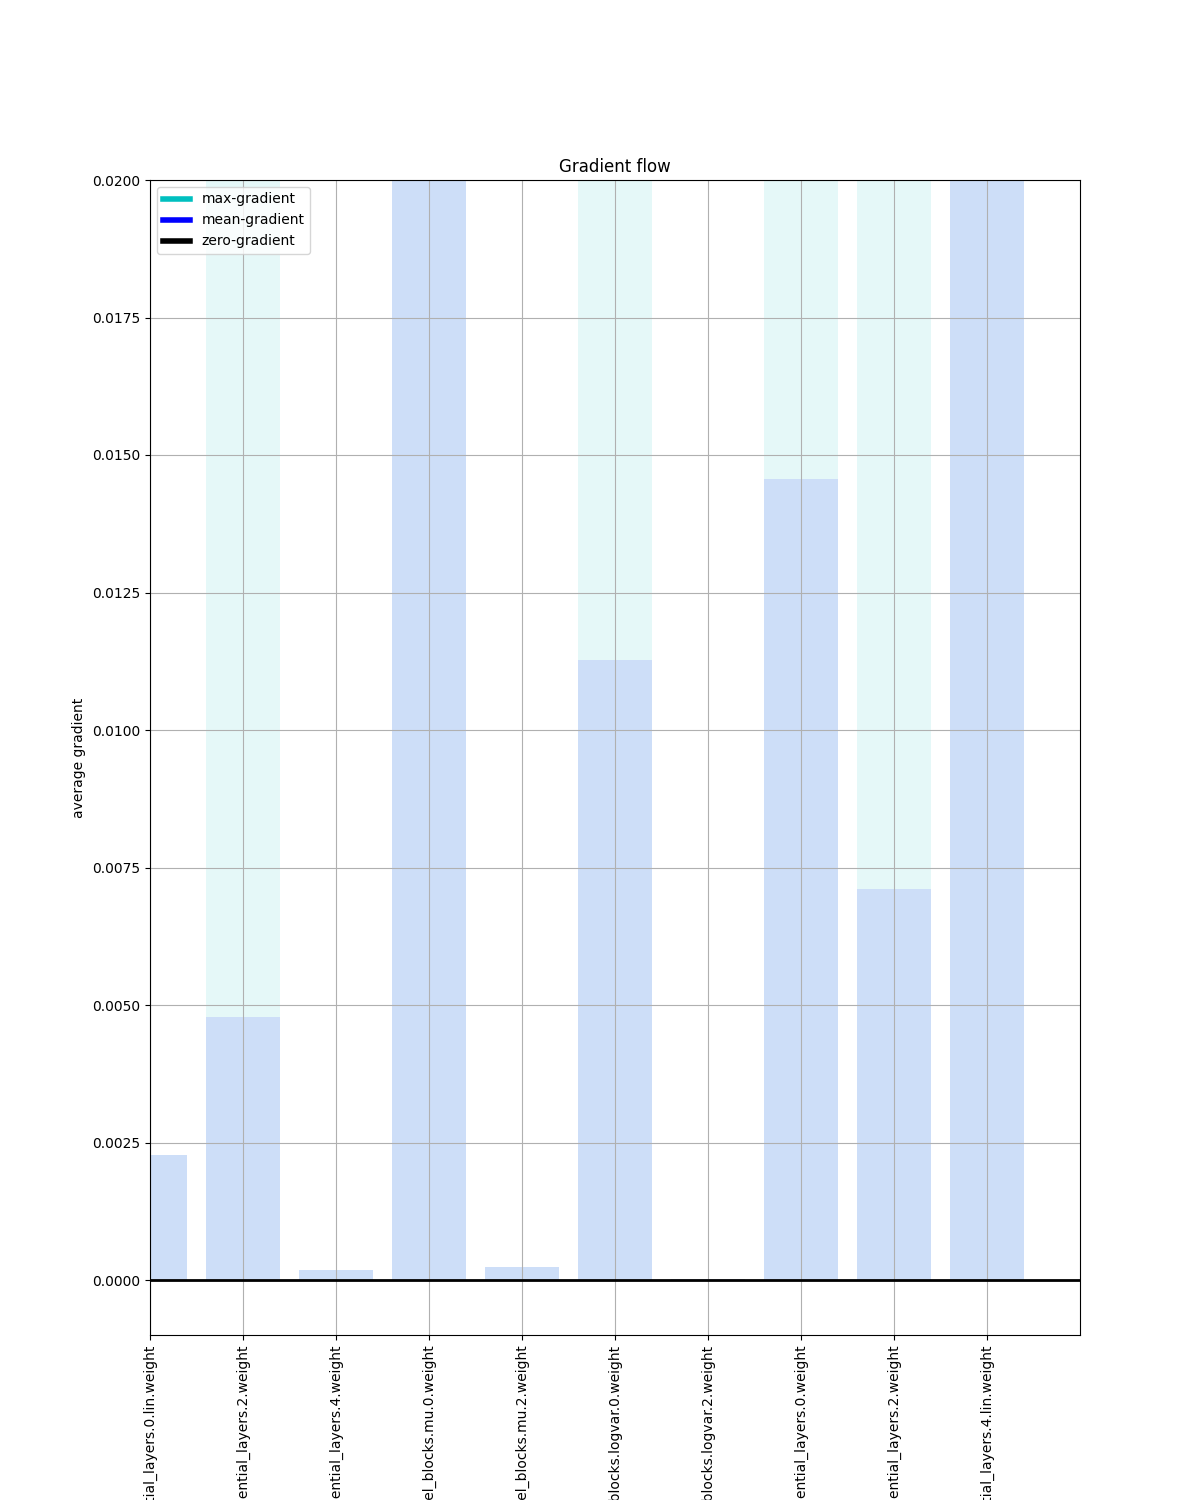 Gradient flow
max-gradient
mean-gradient
zero-gradient
0.0200
0.0175
0.0150
0.0125
0.0100
0.0075
0.0050
0.0025
0.0000
average gradient
tial_layers.0.lin.weight
ential_layers.2.weight
ential_layers.4.weight
el_blocks.mu.0.weight
el_blocks.mu.2.weight
blocks.logvar.0.weight
blocks.logvar.2.weight
ential_layers.0.weight
ential_layers.2.weight
tial_layers.4.lin.weight